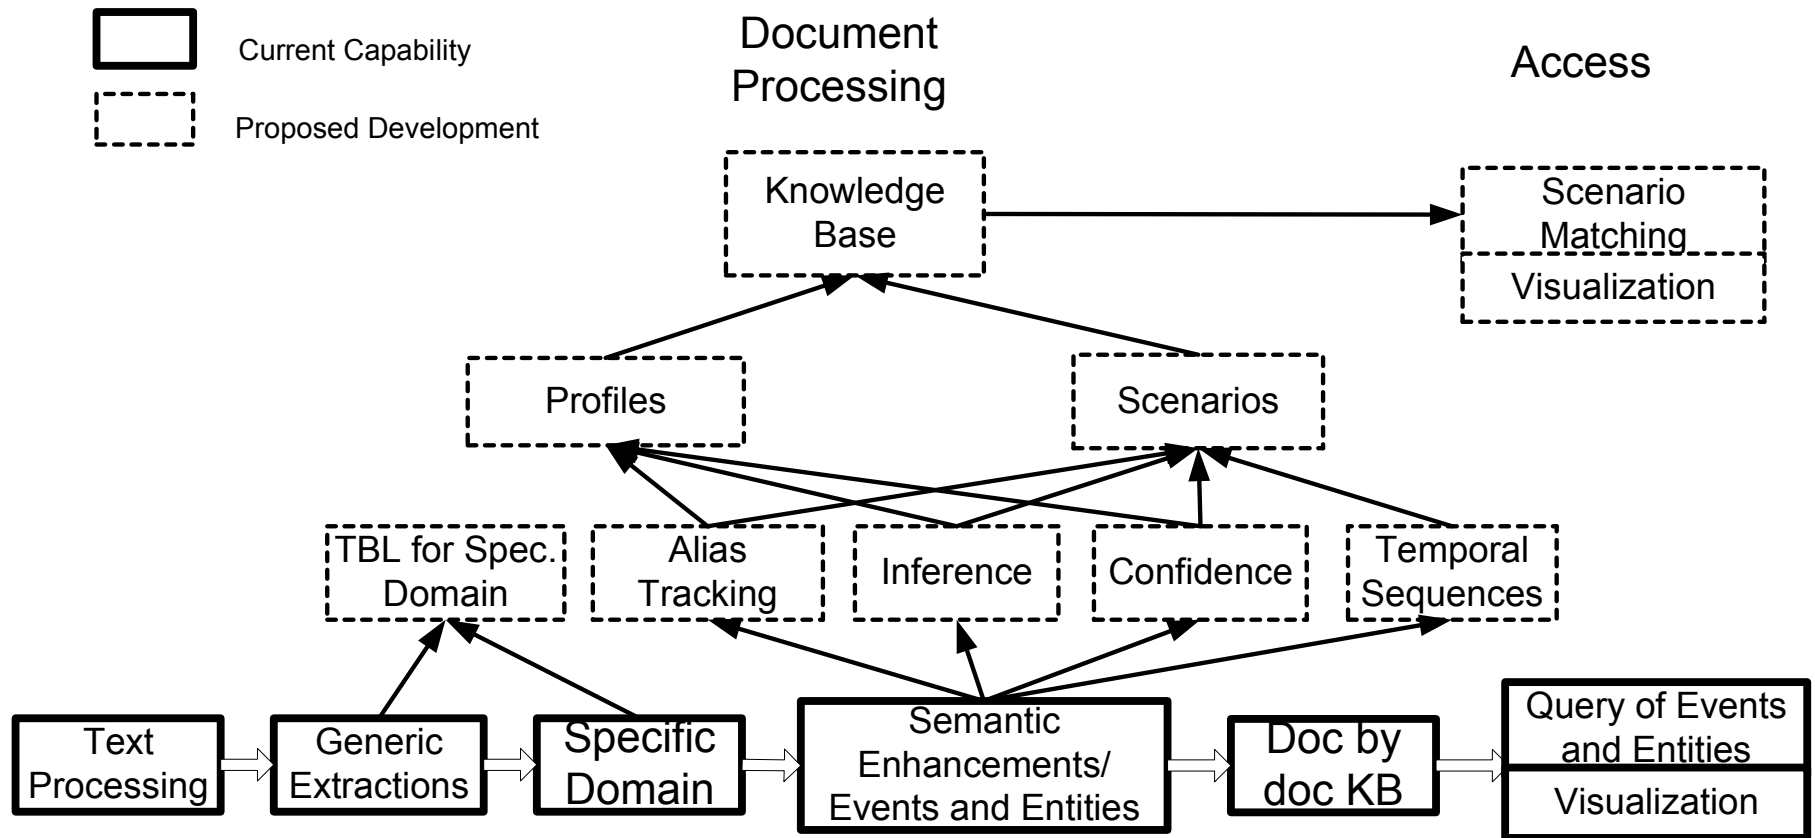 Current Capability
Proposed Development
Document
Processing
Access
Knowledge
Base
Scenario
Matching
Visualization
Profiles
Scenarios
TBL for Spec.
Domain
Alias
Tracking
Inference
Confidence
Temporal
Sequences
Text
Processing
Generic
Extractions
Specific
Domain
Semantic
Enhancements/
Events and Entities
Doc by
doc KB
Query of Events
and Entities
Visualization